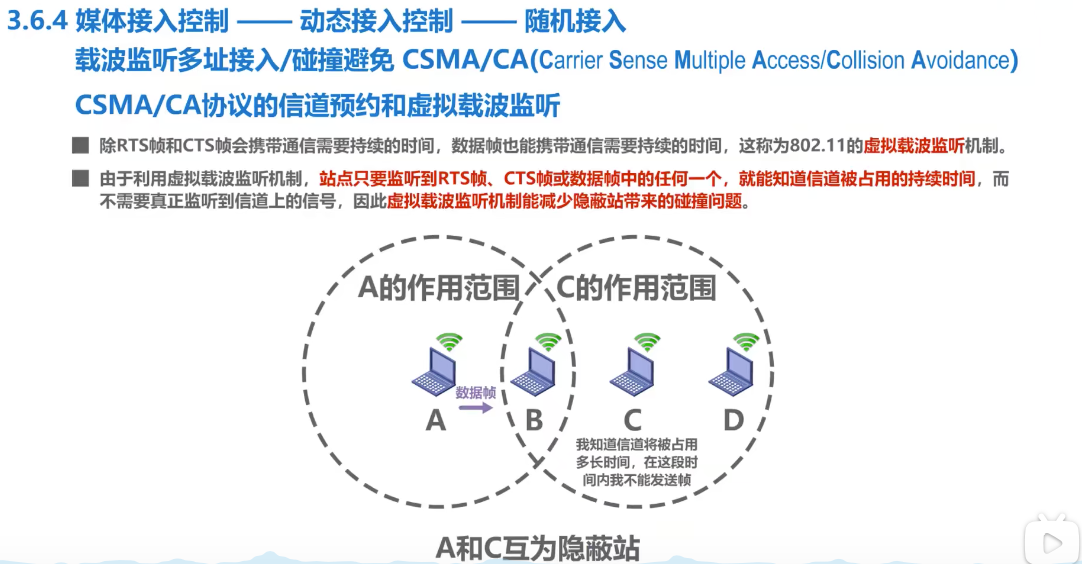 3.6.4 媒体接入控制 —— 动态接入控制 —— 随机接入
载波监听多址接入/碰撞避免 CSMA/CA(Carrier Sense Multiple Access/Collision Avoidance)
CSMA/CA协议的信道预约和虚拟载波监听
■ 除RTS帧和CTS帧会携带通信需要持续的时间，数据帧也能携带通信需要持续的时间，这称为802.11的虚拟载波监听机制。
■ 由于利用虚拟载波监听机制，站点只要监听到RTS帧、CTS帧或数据帧中的任何一个，就能知道信道被占用的持续时间，而
不需要真正监听到信道上的信号，因此虚拟载波监听机制能减少隐蔽站带来的碰撞问题。
A的作用范围 C的作用范围
数据帧
A B C D
我知道信道将被占用
多长时间，在这段时
间内我不能发送帧
A和C互为隐蔽站